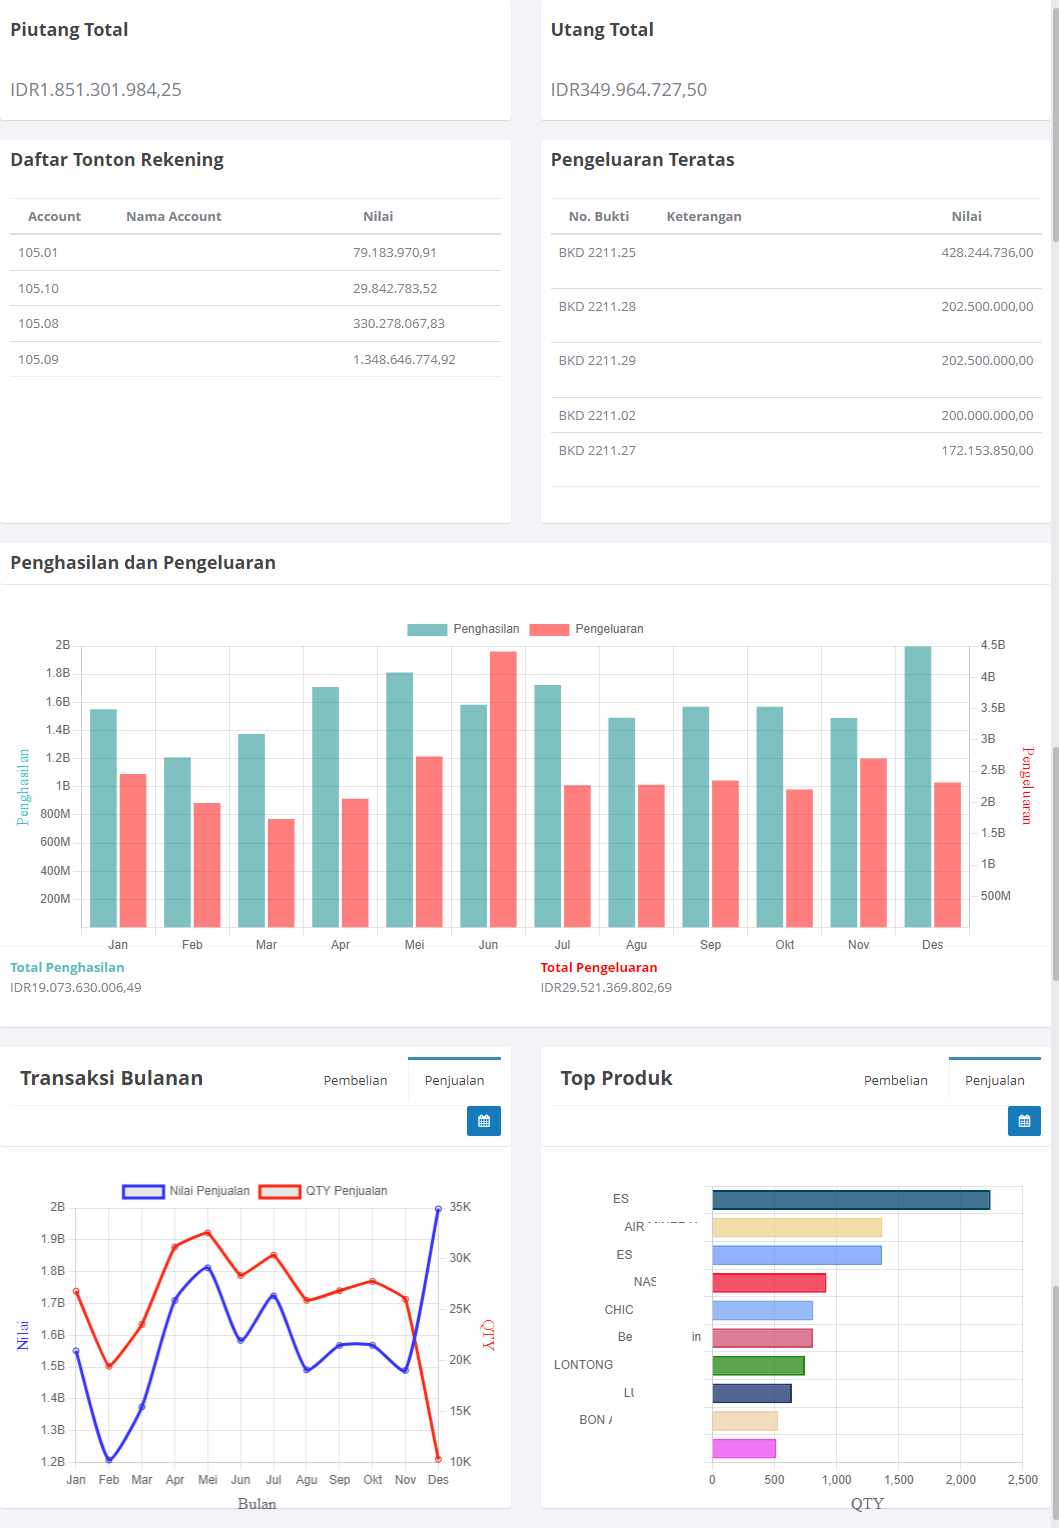 Piutang Total
IDR1.851.301.984,25
Utang Total
IDR349.964.727,50
Daftar Tonton Rekening
Account Nama Account Nilai
105.01 79.183.970,91
105.10 29.842.783,52
105.08 330.278.067,83
105.09 1.348.646.774,92
Pengeluaran Teratas
No. Bukti Keterangan Nilai
BKD 2211.25 428.244.736,00
BKD 2211.28 202.500.000,00
BKD 2211.29 202.500.000,00
BKD 2211.02 200.000.000,00
BKD 2211.27 172.153.850,00
Penghasilan dan Pengeluaran
Penghasilan Pengeluaran
2B
1.8B
1.6B
1.4B
1.2B
1B
800M
600M
400M
200M
Penghasilan
4.5B
4B
3.5B
3B
2.5B
2B
1.5B
1B
500M
Pengeluaran
Jan Feb Mar Apr Mei Jun Jul Agu Sep Okt Nov Des
Total Penghasilan
IDR19.073.630.006,49
Total Pengeluaran
IDR29.521.369.802,69
Transaksi Bulanan Pembelian Penjualan
Nilai Penjualan QTY Penjualan
2B
1.9B
1.8B
1.7B
1.6B
1.5B
1.4B
1.3B
1.2B
Nilai
35K
30K
25K
20K
15K
10K
QTY
Jan Feb Mar Apr Mei Jun Jul Agu Sep Okt Nov Des
Bulan
Top Produk Pembelian Penjualan
ES
AIR
ES
NAS
CHIC
Be in
LONTONG
BON
0 500 1,000 1,500 2,000 2,500
QTY